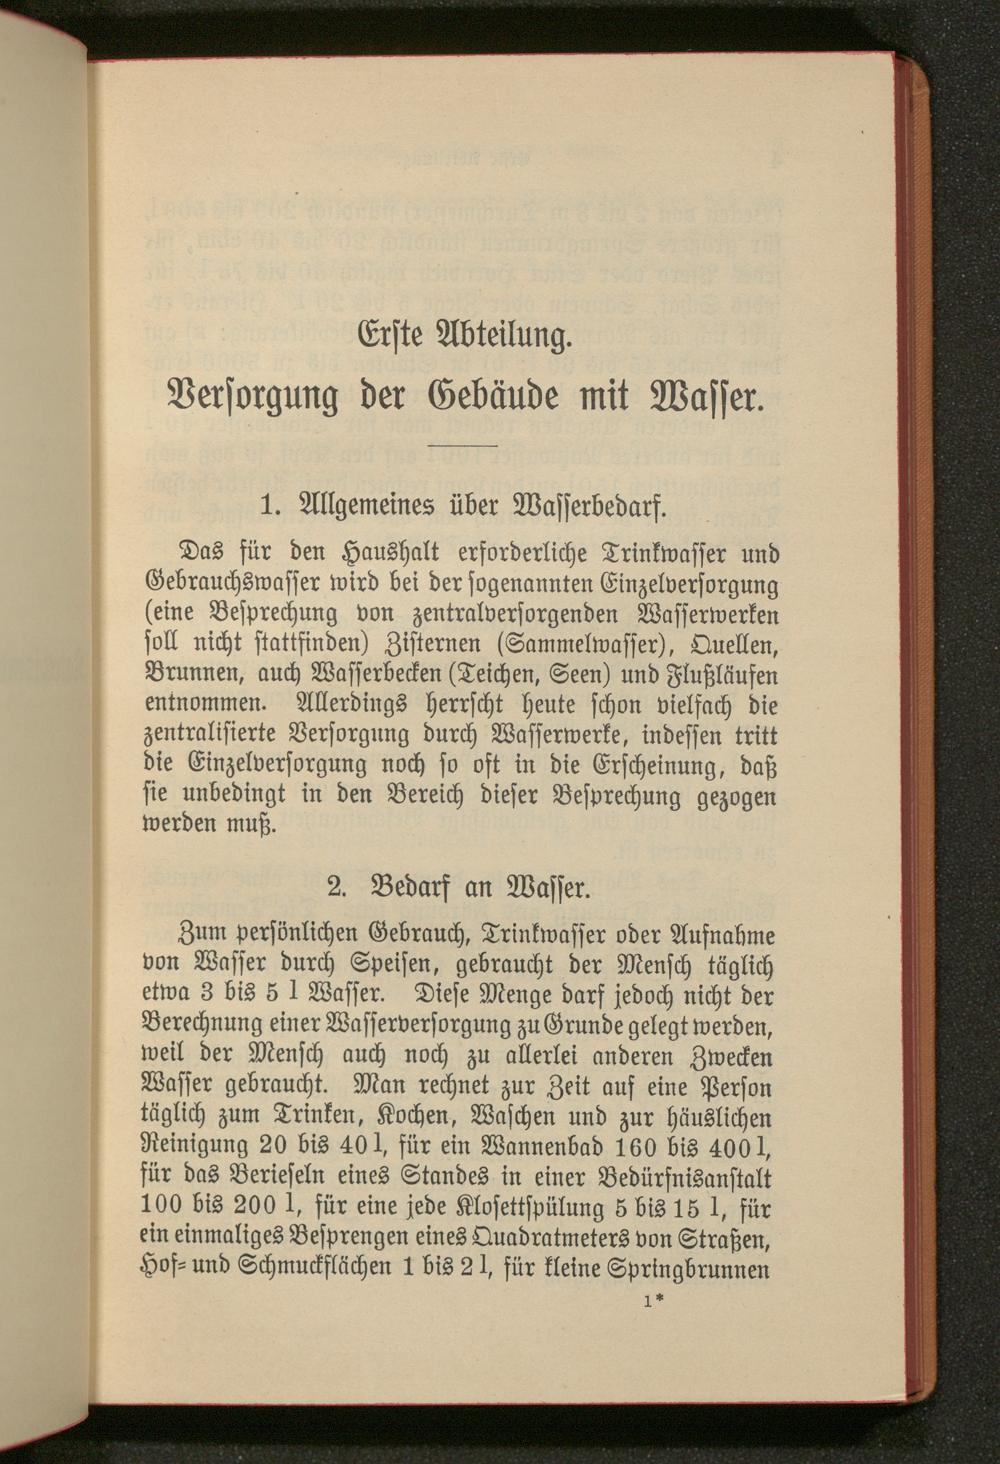 Erste Abteilung.
Versorgung der Gebäude mit Wasser.
1. Allgemeines über Wasserbedarf.
Das für den Haushalt erforderliche Trinkwasser und
Gebrauchswasser wird bei der sogenannten Einzelversorgung
(eine Besprechung von zentralversorgenden Wasserwerken
soll nicht stattfinden) Zisternen (Sammelwasser), Quellen,
Brunnen, auch Wasserbecken (Teichen, Seen) und Flußläufen
entnommen. Allerdings herrscht heute schon vielfach die
zentralisierte Versorgung durch Wasserwerke, indessen tritt
die Einzelversorgung noch so oft in die Erscheinung, daß
sie unbedingt in den Bereich dieser Besprechung gezogen
werden muß.
2. Bedarf an Wasser.
Zum persönlichen Gebrauch, Trinkwasser oder Aufnahme
von Wasser durch Speisen, gebraucht der Mensch täglich
etwa 3 bis 5 l Wasser. Diese Menge darf jedoch nicht der
Berechnung einer Wasserversorgung zu Grunde gelegt werden,
weil der Mensch auch noch zu allerlei anderen Zwecken
Wasser gebraucht. Man rechnet zur Zeit auf eine Person
täglich zum Trinken, Kochen, Waschen und zur häuslichen
Reinigung 20 bis 40 l, für ein Wannenbad 160 bis 400 l,
für das Berieseln eines Standes in einer Bedürfnisanstalt
100 bis 200 l, für eine jede Klosettspülung 5 bis 15 l, für
ein einmaliges Besprengen eines Quadratmeters von Straßen,
Hof- und Schmuckflächen 1 bis 2 l, für kleine Springbrunnen
1*